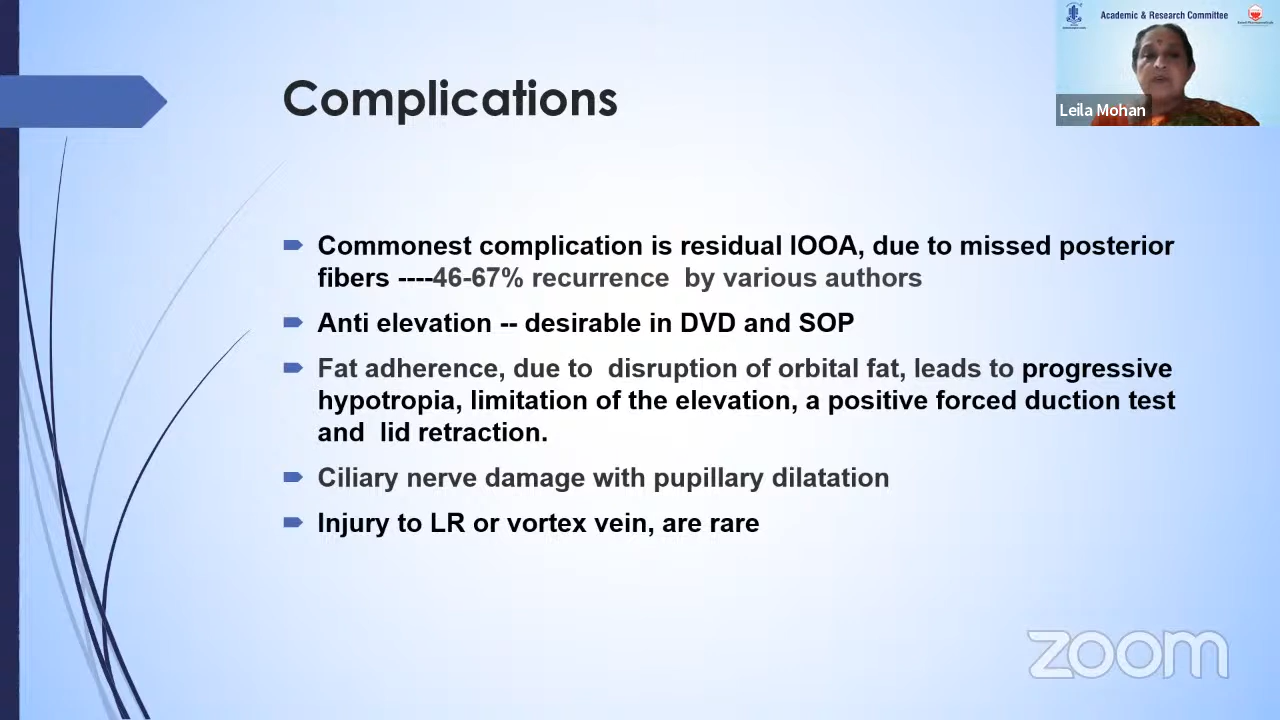 Academic & Research Committee
Leila Mohan
Complications
Commonest complication is residual IOOA, due to missed posterior
fibers ----46-67% recurrence  by various authors
Anti elevation -- desirable in DVD and SOP
Fat adherence, due to  disruption of orbital fat, leads to progressive
hypotropia, limitation of the elevation, a positive forced duction test
and  lid retraction.
Ciliary nerve damage with pupillary dilatation
Injury to LR or vortex vein, are rare
zoom